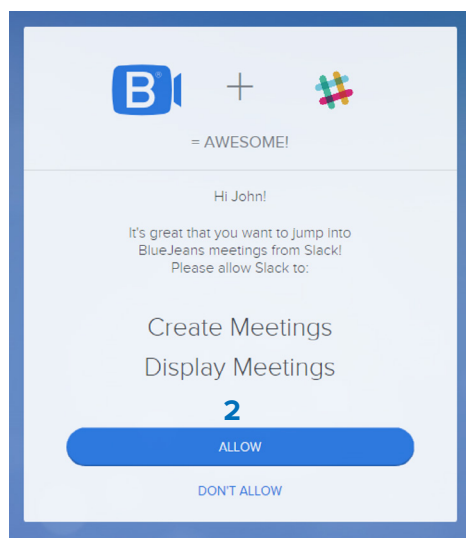 B
+
= AWESOME!
Hi John!
It's great that you want to jump into
BlueJeans meetings from Slack!
Please allow Slack to:
Create Meetings
Display Meetings
2
ALLOW
DON'T ALLOW